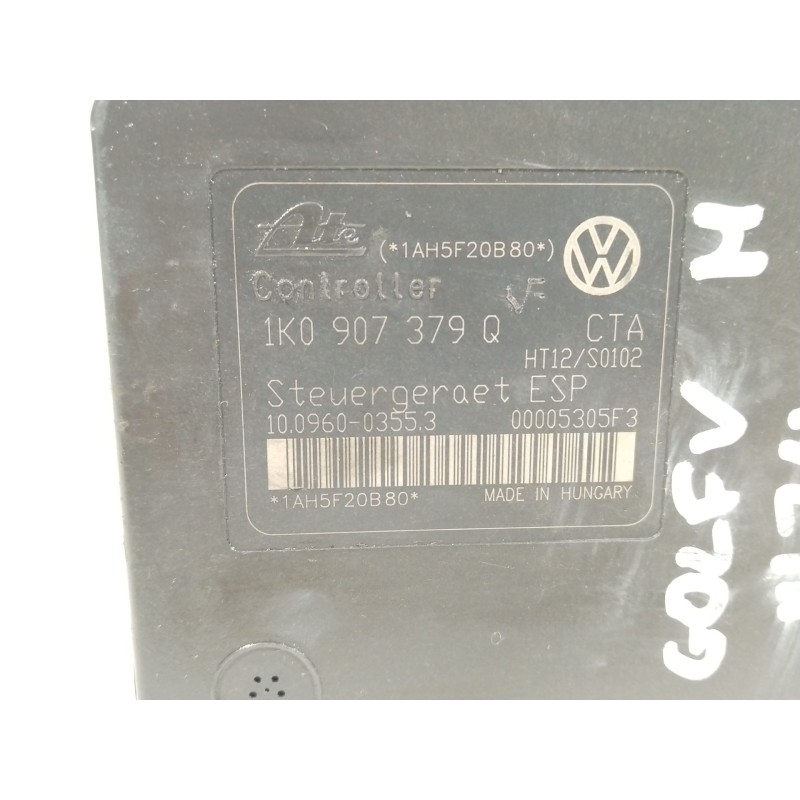 Ate (*1AH5F20B80*)
Controller VF
1K0 907 379 Q CTA
HT12/S0102
Steuergeraet ESP
10.0960-0355.3 00005305F3
*1AH5F20B80* MADE IN HUNGARY
GOLF V H